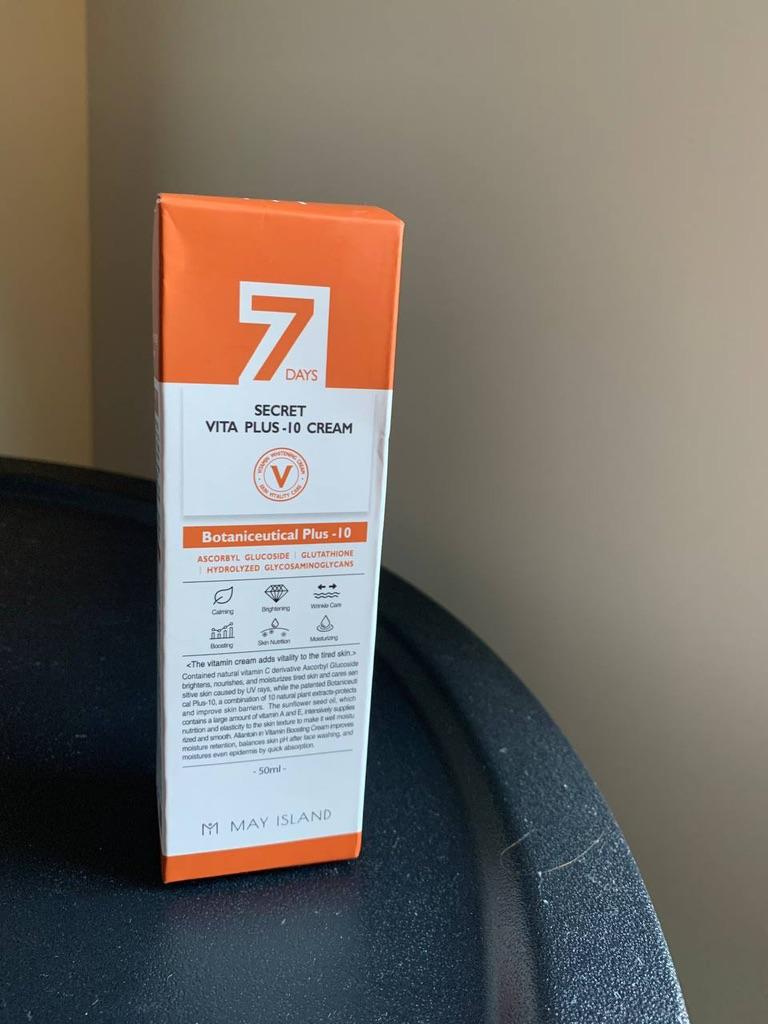 7
DAYS
SECRET
VITA PLUS -10 CREAM
VITAMIN WHITENING CREAM
V
SKIN VITALITY CARE
Botaniceutical Plus -10
ASCORBYL GLUCOSIDE | GLUTATHIONE
| HYDROLYZED GLYCOSAMINOGLYCANS
Calming Brightening Wrinkle Care
Boosting Skin Nutrition Moisturizing
<The vitamin cream adds vitality to the tired skin.>
Contained natural vitamin C derivative Ascorbyl Glucoside
brightens, nourishes, and moisturizes tired skin and cares sen
sitive skin caused by UV rays, while the patented Botaniceuti
cal Plus-10, a combination of 10 natural plant extracts-protects
and improve skin barriers. The sunflower seed oil, which
contains a large amount of vitamin A and E, intensively supplies
nutrition and elasticity to the skin texture to make it well moistu
rized and smooth. Allantoin in Vitamin Boosting Cream improves
moisture retention, balances skin pH after face washing, and
moistures even epidermis by quick absorption.
- 50ml -
MAY ISLAND